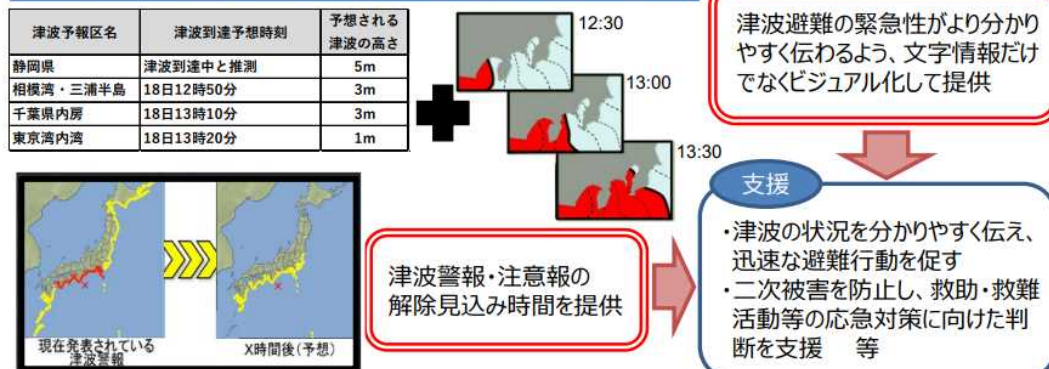 津波予報区名 津波到達予想時刻 予想される
津波の高さ
静岡県 津波到達中と推測 5m
相模湾・三浦半島 18日12時50分 3m
千葉県内房 18日13時10分 3m
東京湾内湾 18日13時20分 1m
12:30
13:00
13:30
津波避難の緊急性がより分かり
やすく伝わるよう、文字情報だけ
でなくビジュアル化して提供
現在発表されている
津波警報
X時間後(予想)
津波警報・注意報の
解除見込み時間を提供
支援
・津波の状況を分かりやすく伝え、
迅速な避難行動を促す
・二次被害を防止し、救助・救難
活動等の応急対策に向けた判
断を支援 等